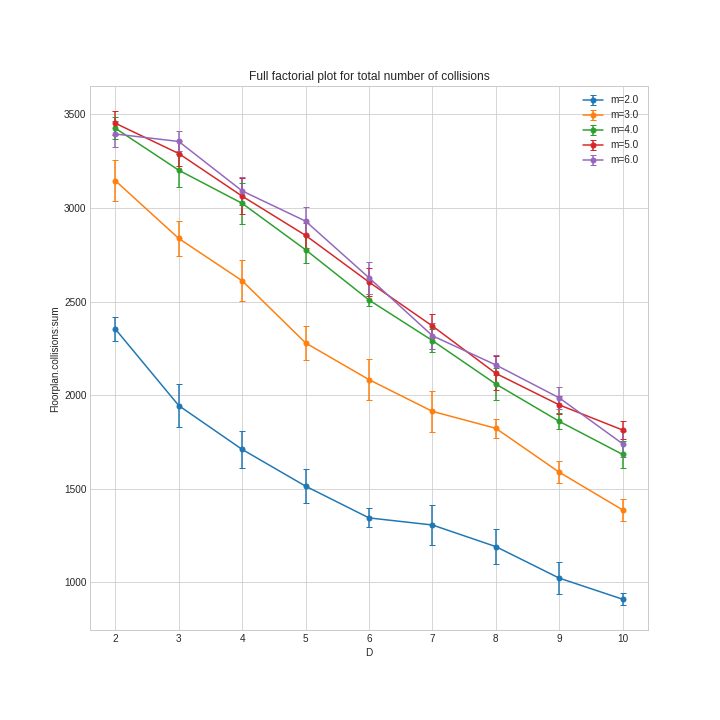 Full factorial plot for total number of collisions
m=2.0
m=3.0
m=4.0
m=5.0
m=6.0
3500
3000
2500
2000
1500
1000
Floorplan.collisions:sum
2 3 4 5 6 7 8 9 10
D